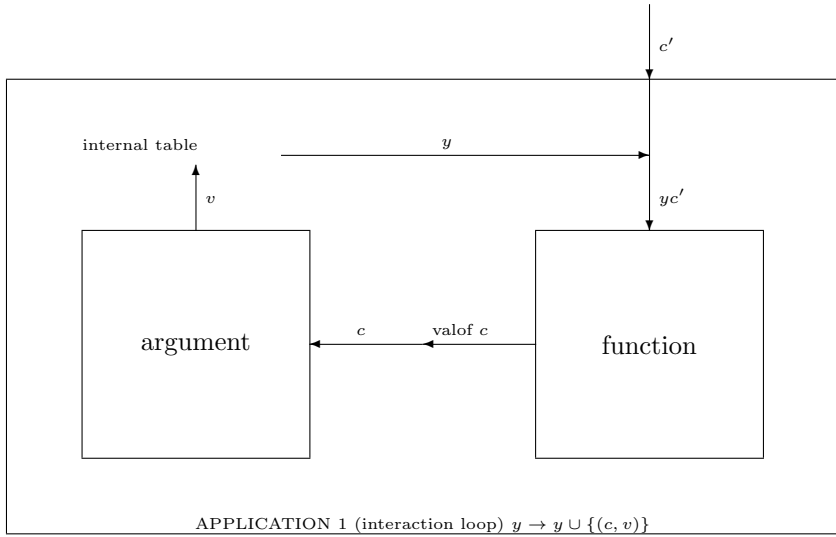 c′
internal table
y
v
yc′
argument
c
valof c
function
APPLICATION 1 (interaction loop) y → y ∪ {(c, v)}